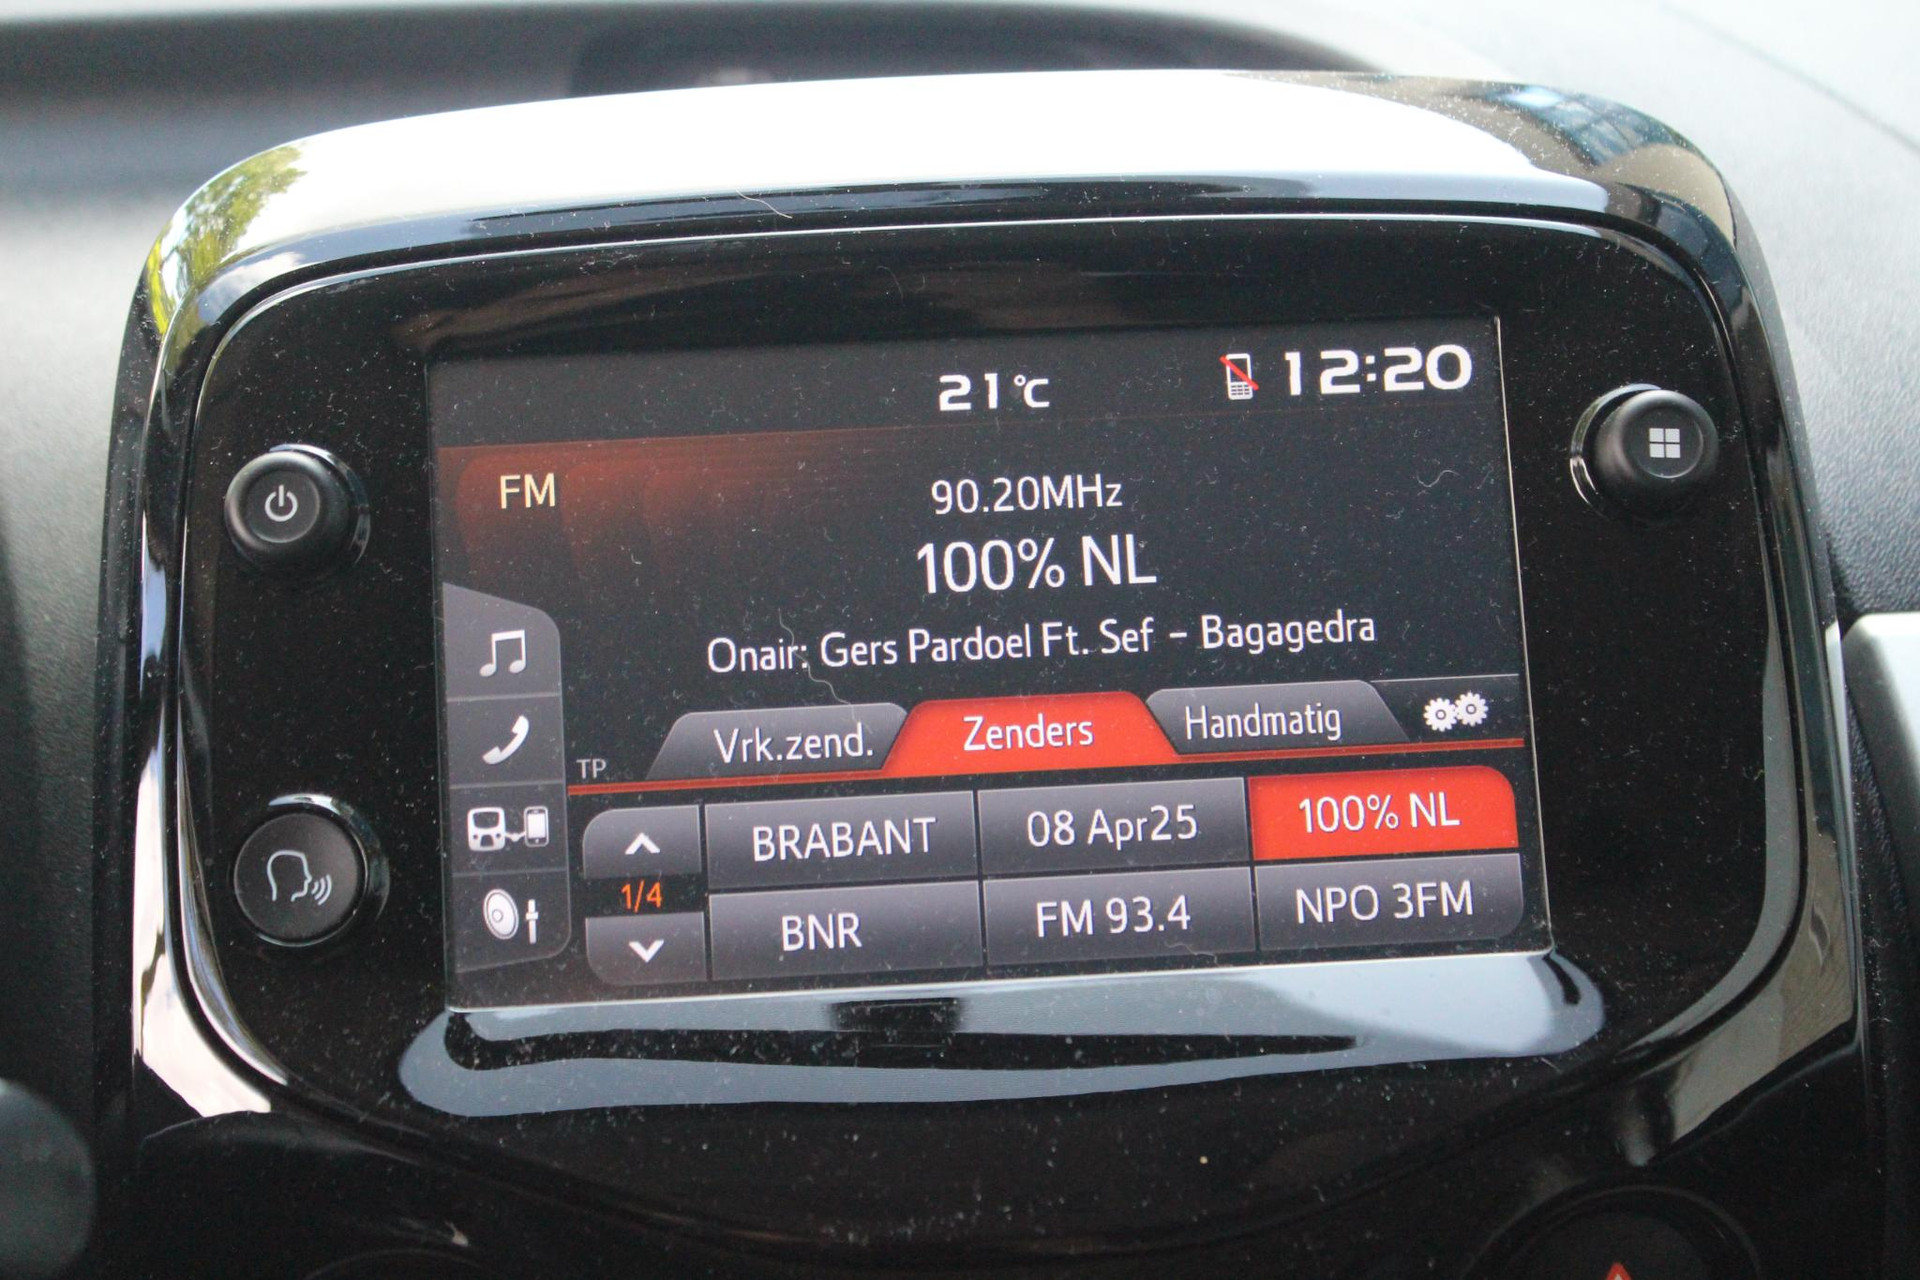 21°C 12:20
FM
90.20MHz
100% NL
Onair: Gers Pardoel Ft. Sef - Bagagedra
TP Vrk.zend. Zenders Handmatig
BRABANT 08 Apr25 100% NL
1/4
BNR FM 93.4 NPO 3FM